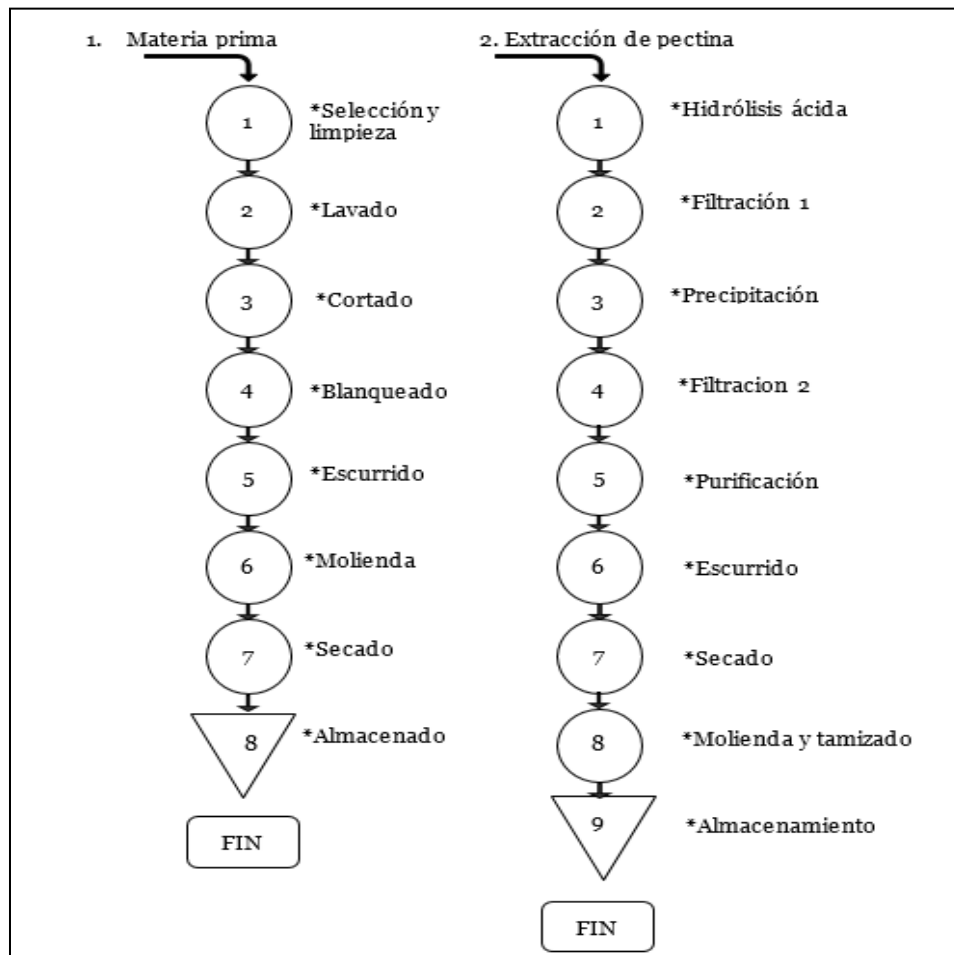 1. Materia prima
1
*Selección y
limpieza
2
*Lavado
3
*Cortado
4
*Blanqueado
5
*Escurrido
6
*Molienda
7
*Secado
8
*Almacenado
FIN
2. Extracción de pectina
1
*Hidrólisis ácida
2
*Filtración 1
3
*Precipitación
4
*Filtracion 2
5
*Purificación
6
*Escurrido
7
*Secado
8
*Molienda y tamizado
9
*Almacenamiento
FIN